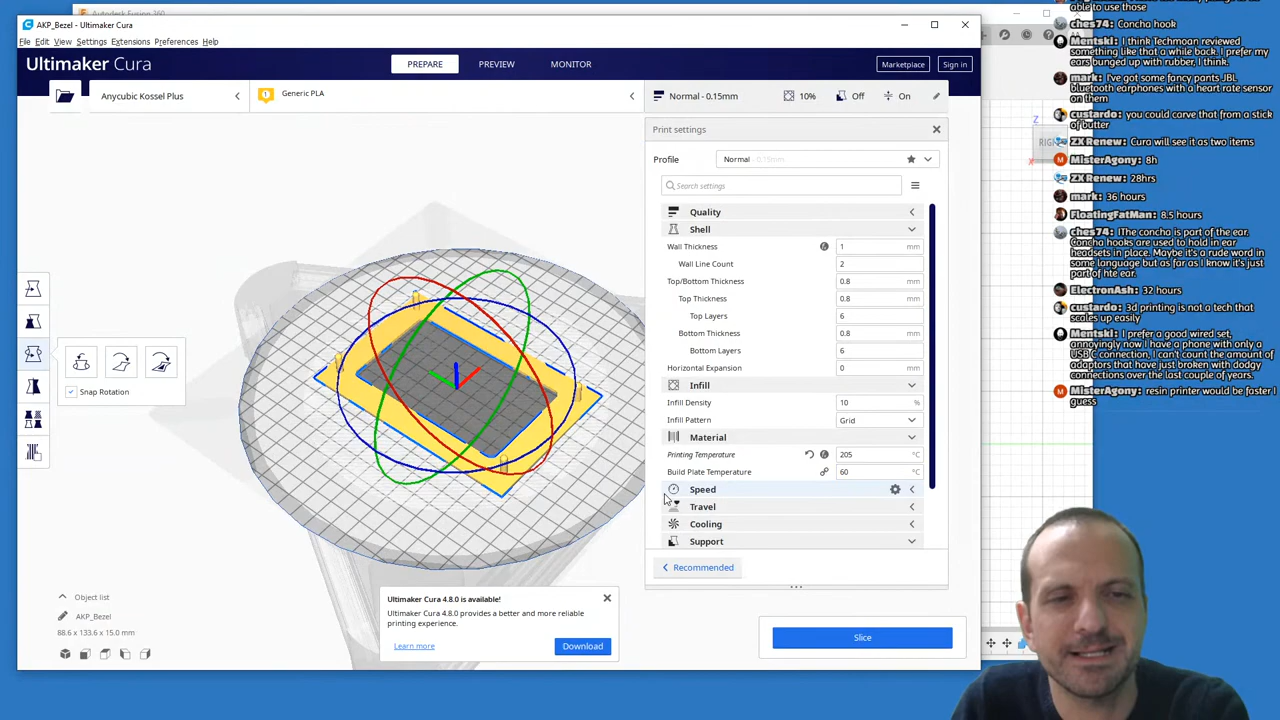 Autodesk Fusion 360
AKP_Bezel - Ultimaker Cura
File Edit View Settings Extensions Preferences Help
Ultimaker Cura
PREPARE
PREVIEW
MONITOR
Marketplace
Sign in
Anycubic Kossel Plus
1
Generic PLA
Normal - 0.15mm
10%
Off
On
Print settings
Profile
Normal - 0.15mm
Search settings
Quality
Shell
Wall Thickness 1 mm
Wall Line Count 2
Top/Bottom Thickness 0.8 mm
Top Thickness 0.8 mm
Top Layers 6
Bottom Thickness 0.8 mm
Bottom Layers 6
Horizontal Expansion 0 mm
Infill
Infill Density 10 %
Infill Pattern Grid
Material
Printing Temperature 205 °C
Build Plate Temperature 60 °C
Speed
Travel
Cooling
Support
Recommended
Slice
Snap Rotation
Object list
AKP_Bezel
88.6 x 133.6 x 15.0 mm
Ultimaker Cura 4.8.0 is available!
Ultimaker Cura 4.8.0 provides a better and more reliable
printing experience.
Learn more
Download
Z
RIG
X
able to use those
ches74: Concha hook
Mentski: I think Techmoan reviewed
something like that a while back. I prefer my
ears bunged up with rubber, I think.
mark: I've got some fancy pants JBL
bluetooth earphones with a heart rate sensor
on them
custardo: you could carve that from a stick
of butter
ZX Renew: Cura will see it as two items
MisterAgony: 8h
ZX Renew: 28hrs
mark: 36 hours
FloatingFatMan: 8.5 hours
ches74: !The concha is part of the ear.
Concha hooks are used to hold in ear
headsets in place. Maybe it's a rude word in
some language but as far as I know it's just
part of hte ear.
ElectronAsh: 32 hours
custardo: 3d printing is not a tech that
scales up easily
Mentski: I prefer a good wired set,
annoyingly now I have a phone with only a
USB C connection, I can't count the amount of
adaptors that have just broken with dodgy
connections over the last couple of years.
MisterAgony: resin printer would be faster I
guess